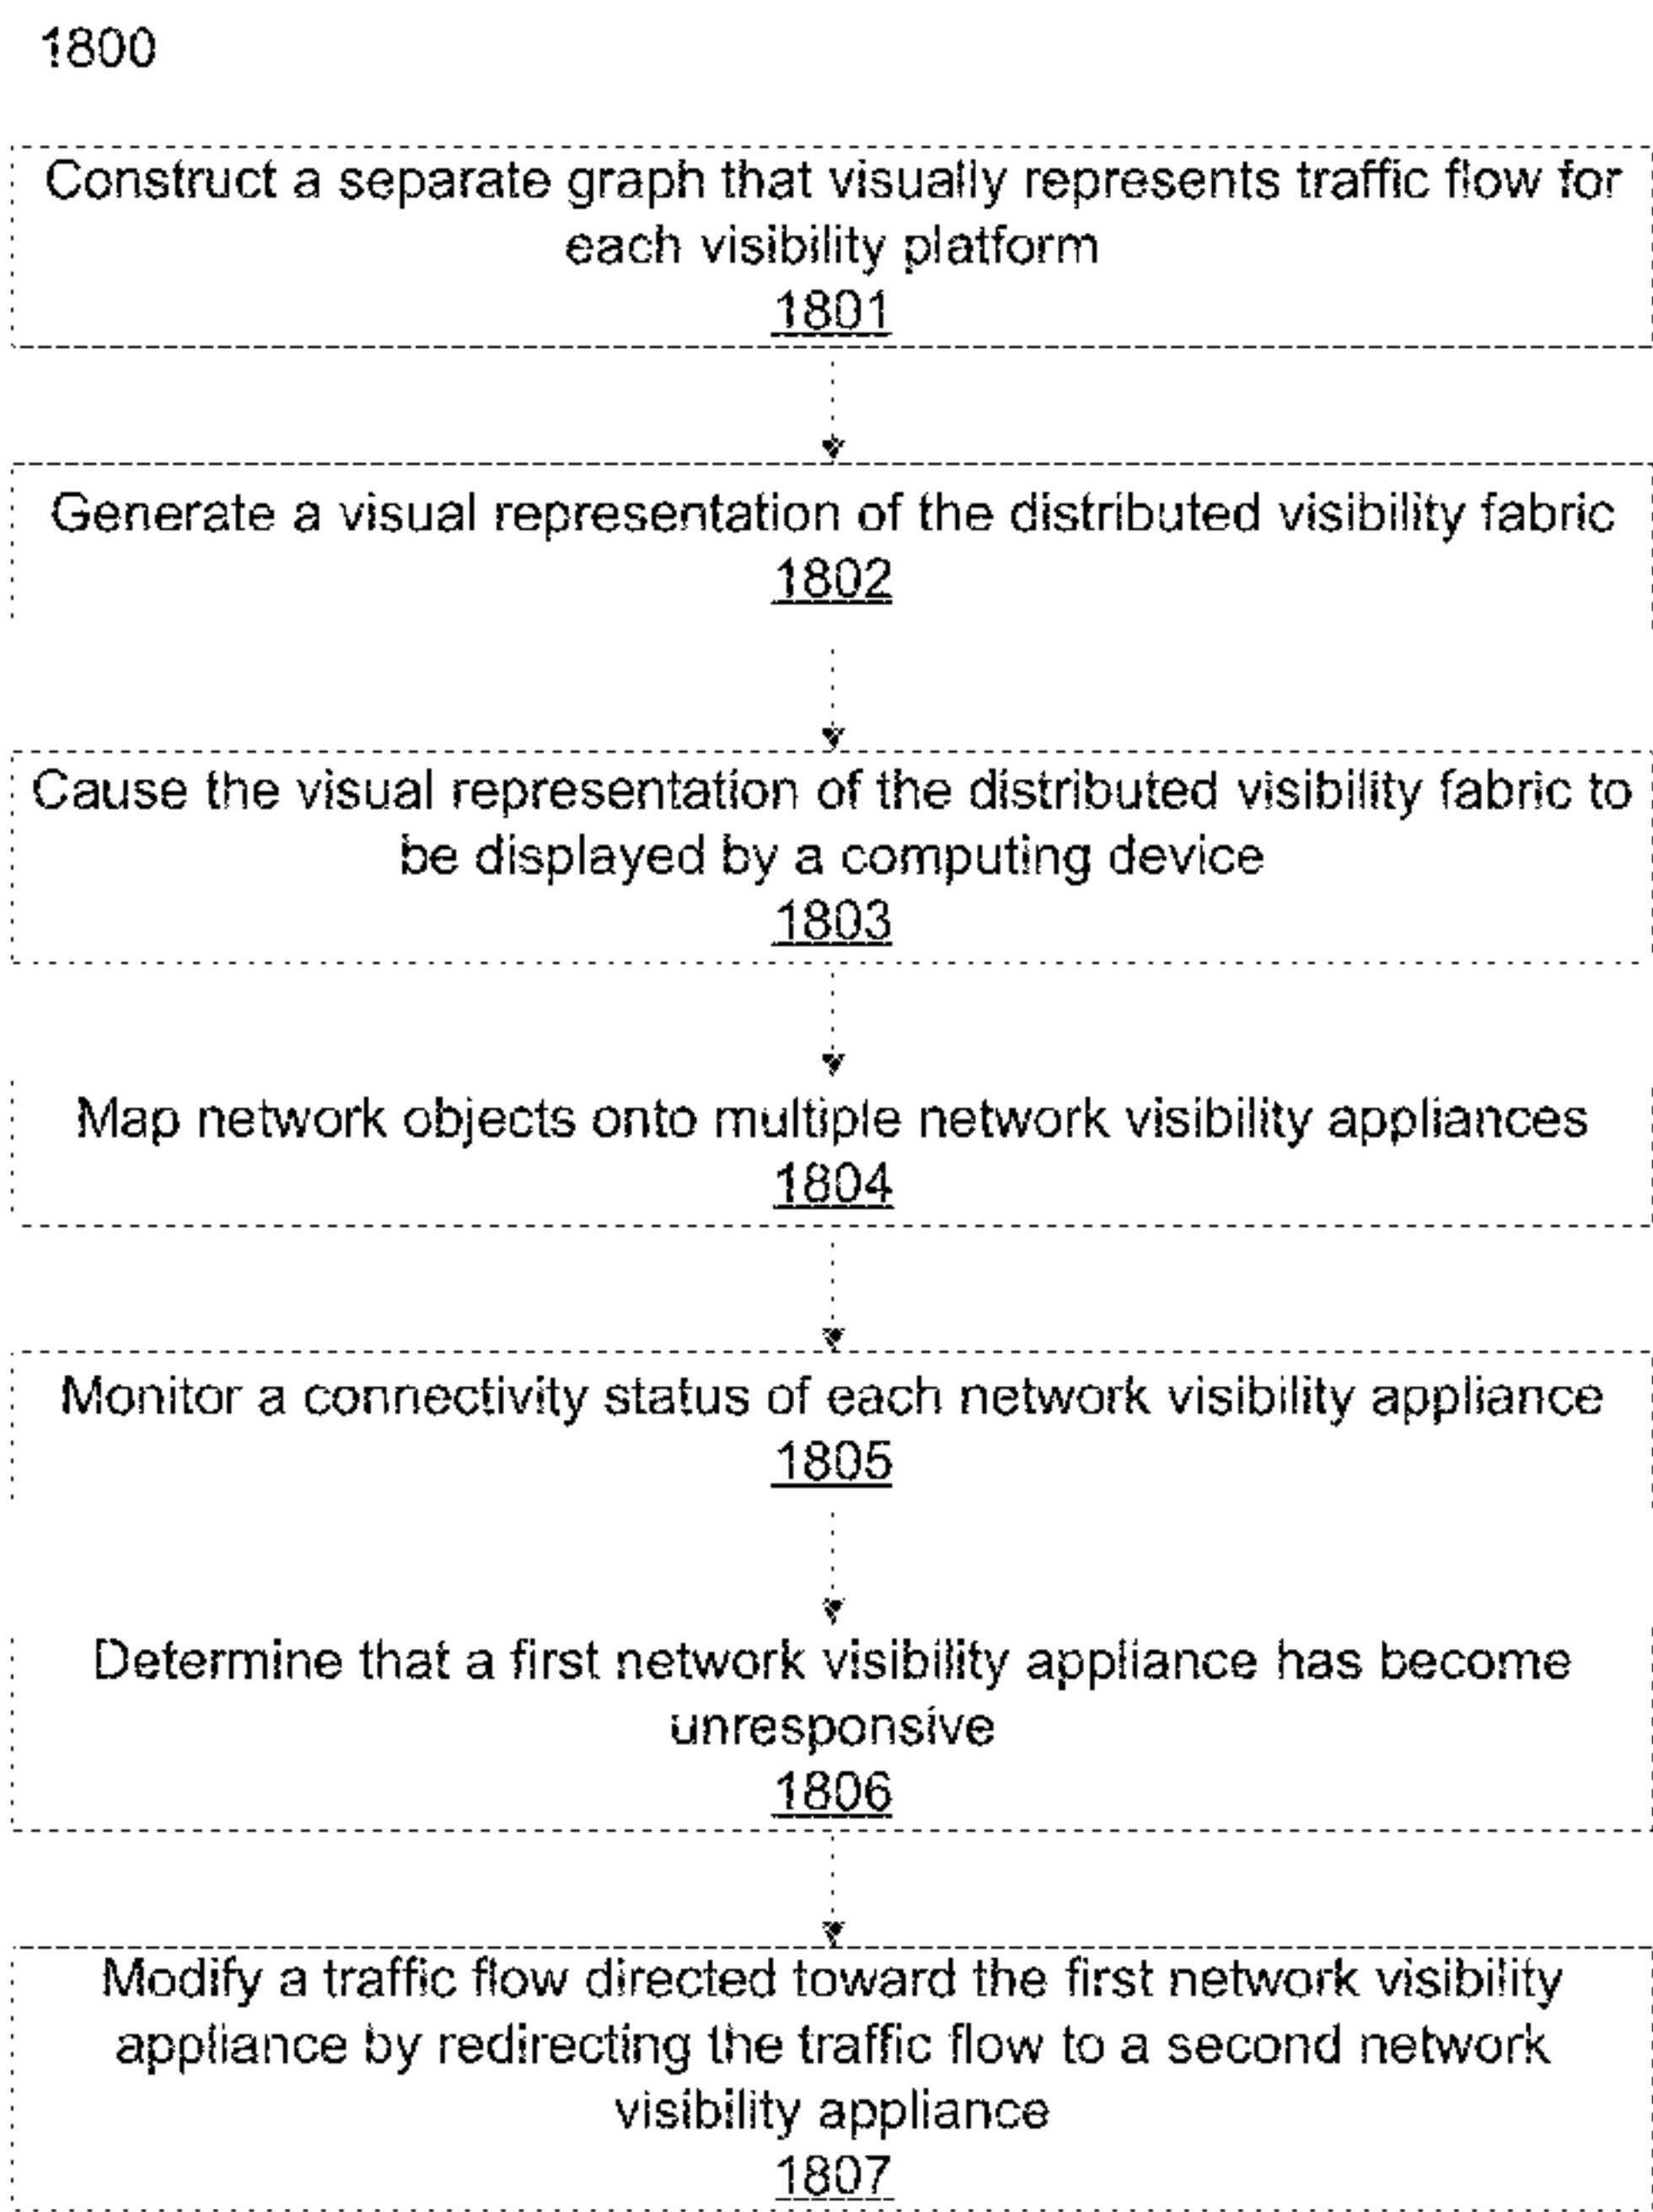 1800
Construct a separate graph that visually represents traffic flow for
each visibility platform
1801
Generate a visual representation of the distributed visibility fabric
1802
Cause the visual representation of the distributed visibility fabric to
be displayed by a computing device
1803
Map network objects onto multiple network visibility appliances
1804
Monitor a connectivity status of each network visibility appliance
1805
Determine that a first network visibility appliance has become
unresponsive
1806
Modify a traffic flow directed toward the first network visibility
appliance by redirecting the traffic flow to a second network
visibility appliance
1807